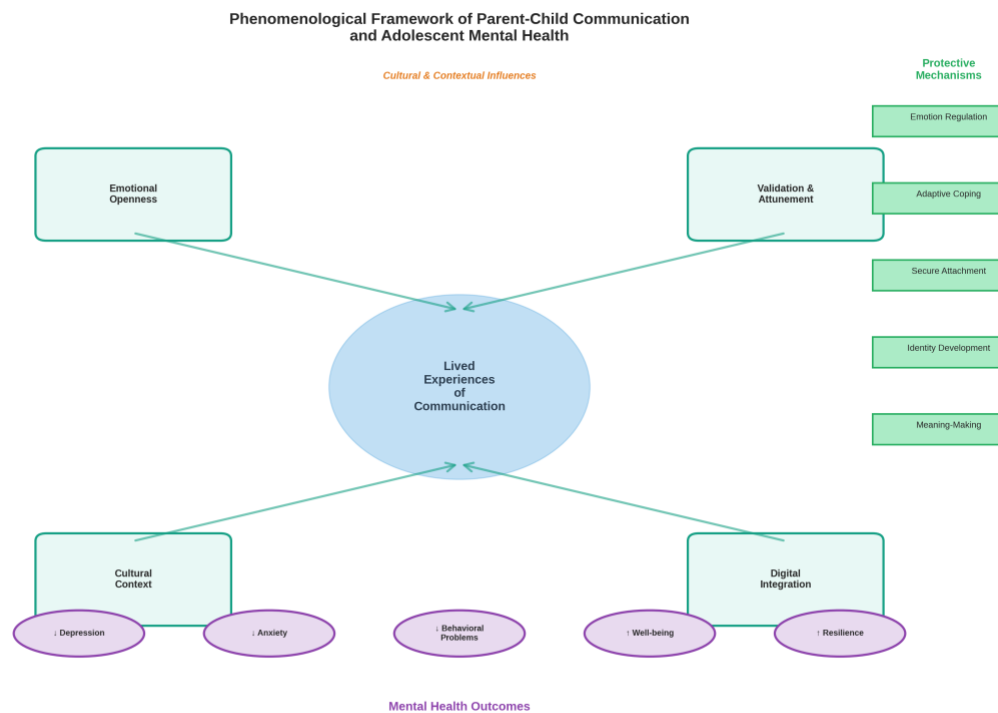 Phenomenological Framework of Parent-Child Communication
and Adolescent Mental Health
Cultural & Contextual Influences
Protective
Mechanisms
Emotion Regulation
Emotional
Openness
Validation &
Attunement
Adaptive Coping
Secure Attachment
Identity Development
Lived
Experiences
of
Communication
Meaning-Making
Cultural
Context
Digital
Integration
↓ Depression
↓ Anxiety
↓ Behavioral
Problems
↑ Well-being
↑ Resilience
Mental Health Outcomes